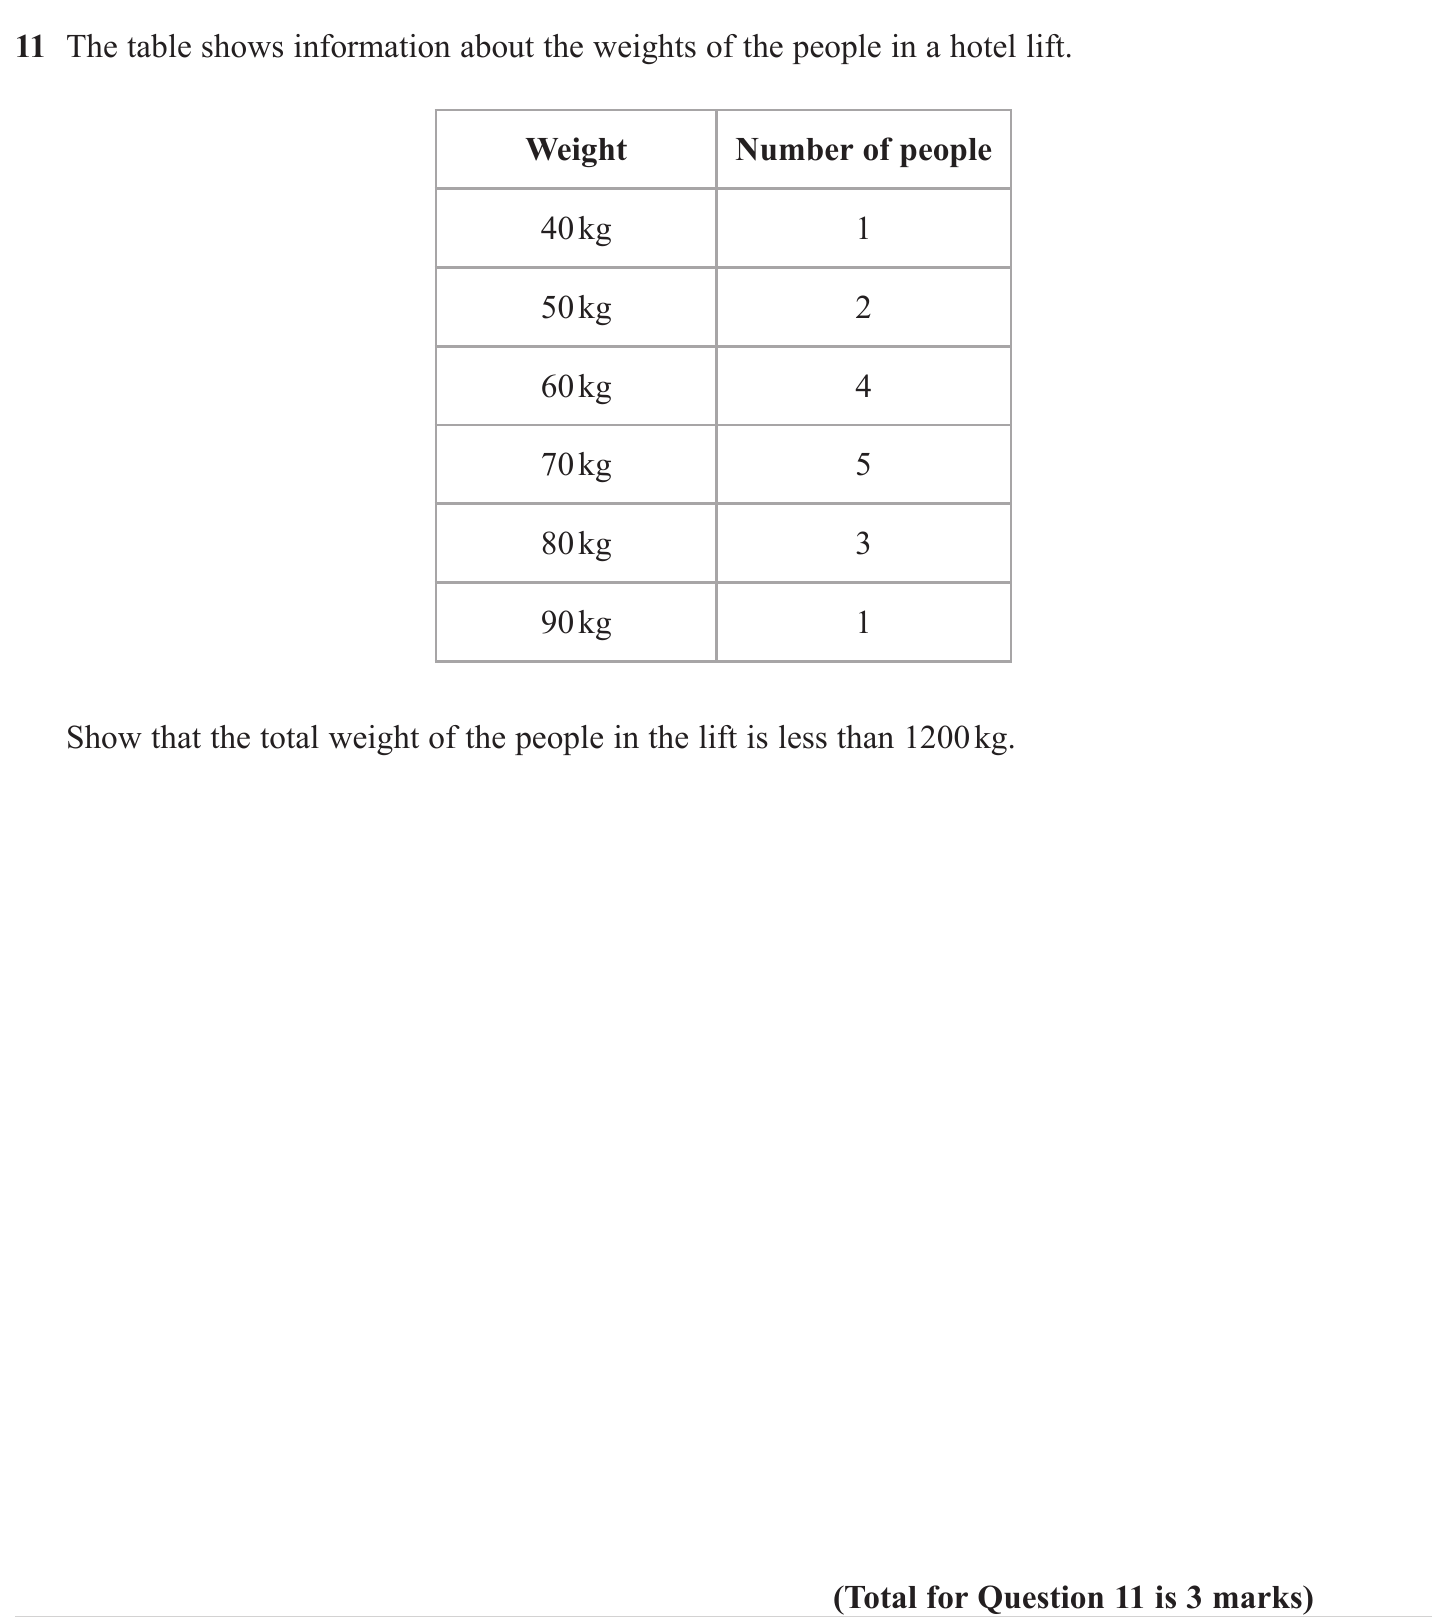 11 The table shows information about the weights of the people in a hotel lift.
Weight Number of people
40 kg 1
50 kg 2
60 kg 4
70 kg 5
80 kg 3
90 kg 1
Show that the total weight of the people in the lift is less than 1200 kg.
(Total for Question 11 is 3 marks)